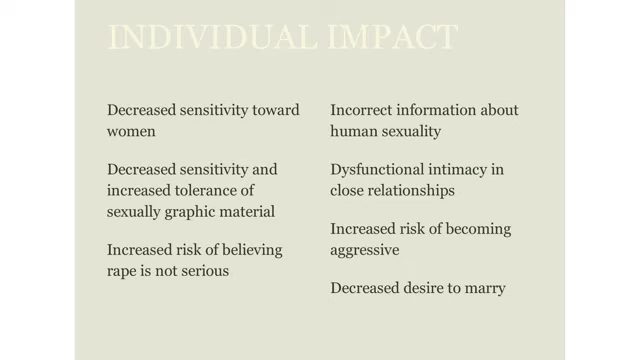 INDIVIDUAL IMPACT
Decreased sensitivity toward
women
Decreased sensitivity and
increased tolerance of
sexually graphic material
Increased risk of believing
rape is not serious
Incorrect information about
human sexuality
Dysfunctional intimacy in
close relationships
Increased risk of becoming
aggressive
Decreased desire to marry